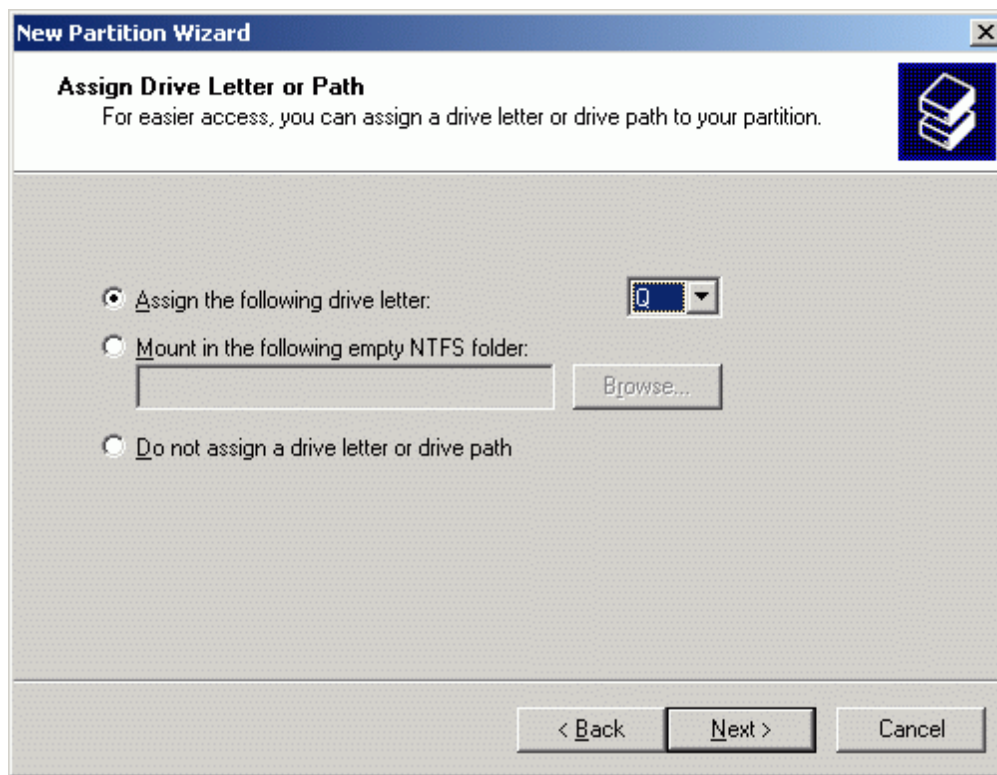 New Partition Wizard
Assign Drive Letter or Path
For easier access, you can assign a drive letter or drive path to your partition.
Assign the following drive letter: Q
Mount in the following empty NTFS folder:
Browse...
Do not assign a drive letter or drive path
< Back Next > Cancel